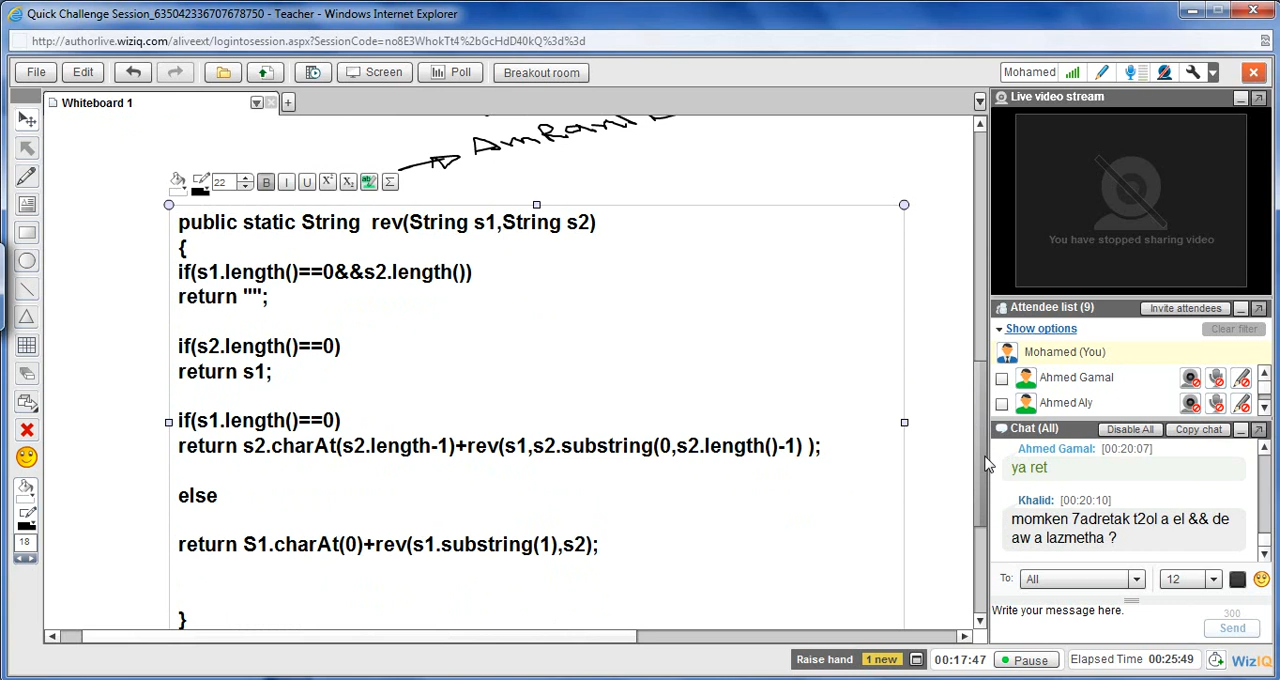 Quick Challenge Session_635042336707678750 - Teacher - Windows Internet Explorer
http://authorlive.wiziq.com/aliveext/logintosession.aspx?SessionCode=no8E3WhokTt4%2bGcHdD40kQ%3d%3d
File Edit Screen Poll Breakout room Mohamed
Whiteboard 1
Live video stream
You have stopped sharing video
22 B I U X² X₂ Σ
public static String rev(String s1,String s2)
{
if(s1.length()==0&&s2.length())
return "";
if(s2.length()==0)
return s1;
if(s1.length()==0)
return s2.charAt(s2.length-1)+rev(s1,s2.substring(0,s2.length()-1) );
else
return S1.charAt(0)+rev(s1.substring(1),s2);
}
18
Attendee list (9) Invite attendees
Show options Clear filter
Mohamed (You)
Ahmed Gamal
Ahmed Aly
Chat (All) Disable All Copy chat
Ahmed Gamal: [00:20:07]
ya ret
Khalid: [00:20:10]
momken 7adretak t2ol a el && de
aw a lazmetha ?
To: All 12
Write your message here.
300
Send
Raise hand 1 new 00:17:47 Pause Elapsed Time 00:25:49 WizIQ